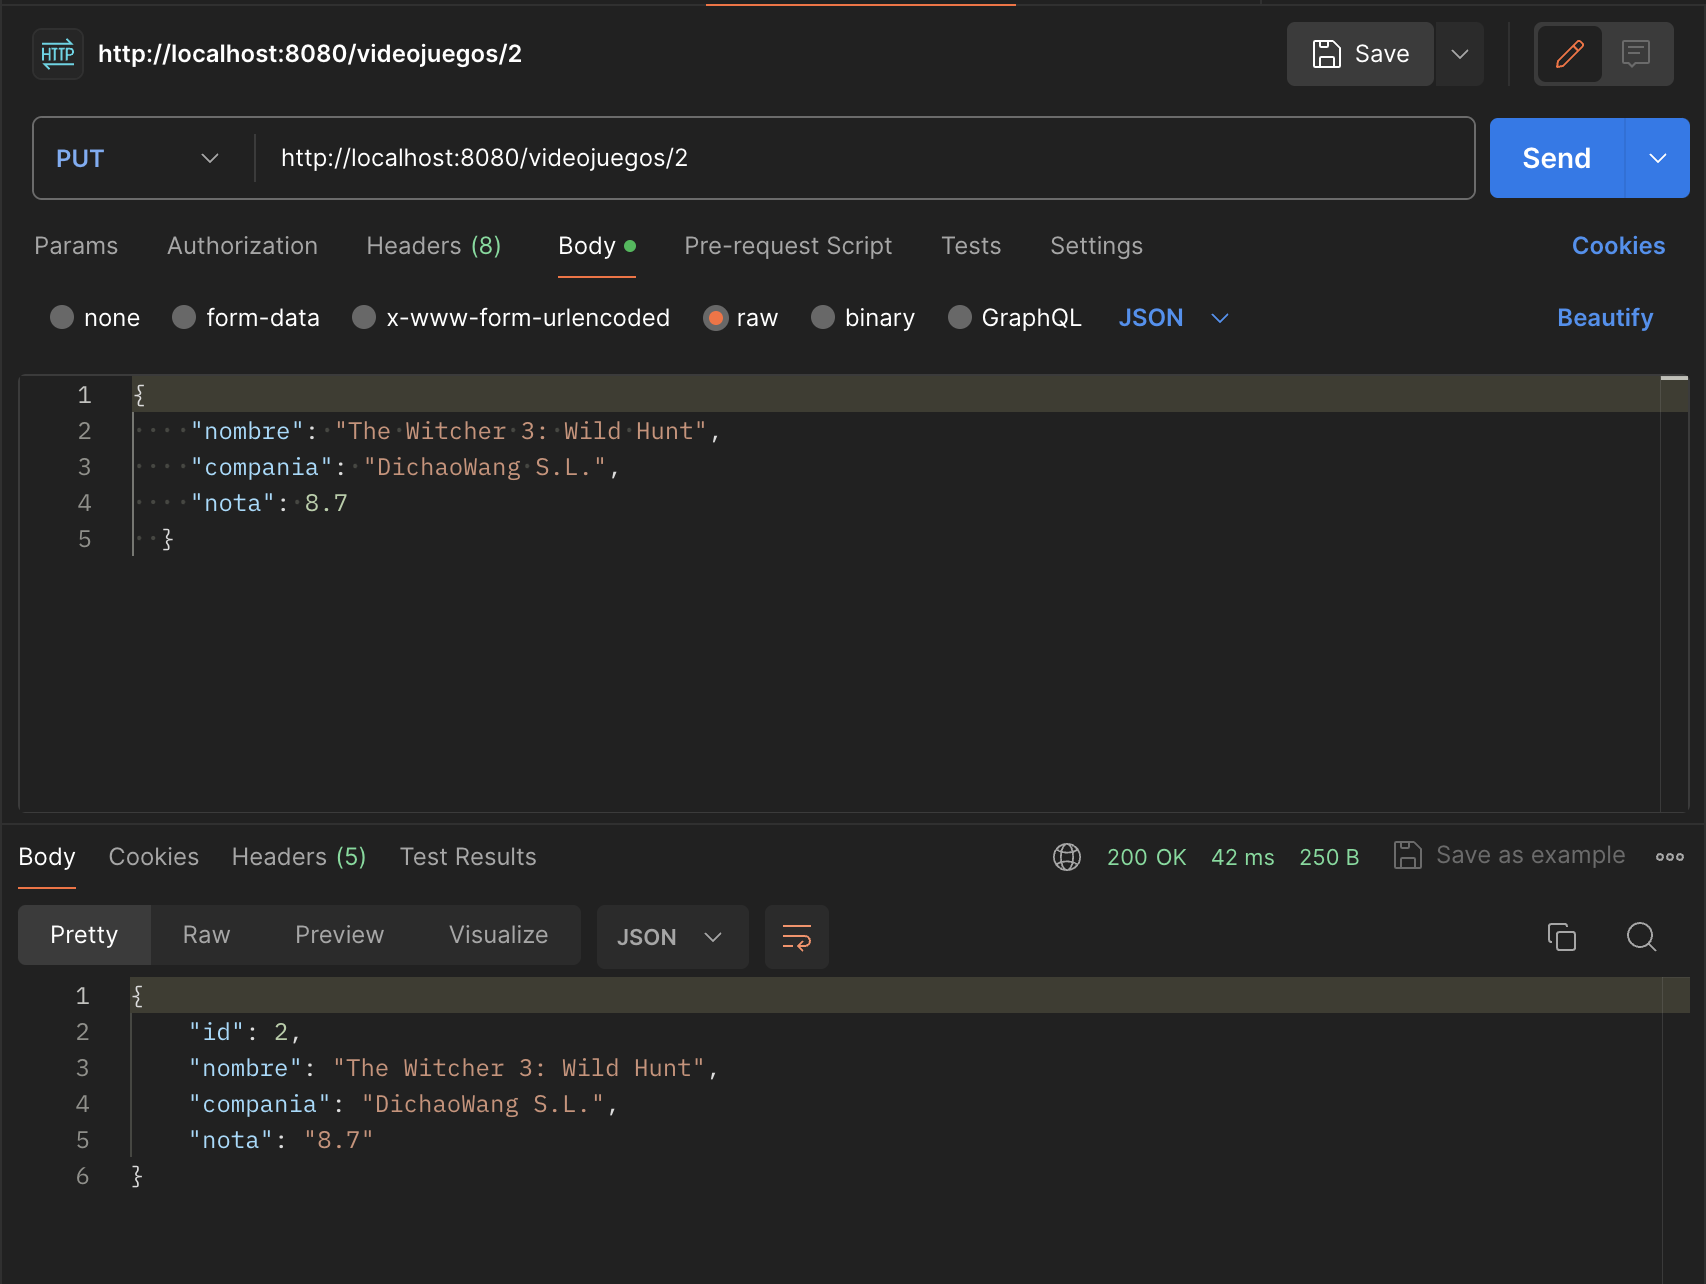 HTTP http://localhost:8080/videojuegos/2 Save
PUT http://localhost:8080/videojuegos/2 Send
Params Authorization Headers (8) Body Pre-request Script Tests Settings Cookies
none form-data x-www-form-urlencoded raw binary GraphQL JSON Beautify
1 {
2 "nombre": "The Witcher 3: Wild Hunt",
3 "compania": "DichaoWang S.L.",
4 "nota": 8.7
5 }
Body Cookies Headers (5) Test Results 200 OK 42 ms 250 B Save as example
Pretty Raw Preview Visualize JSON
1 {
2 "id": 2,
3 "nombre": "The Witcher 3: Wild Hunt",
4 "compania": "DichaoWang S.L.",
5 "nota": "8.7"
6 }